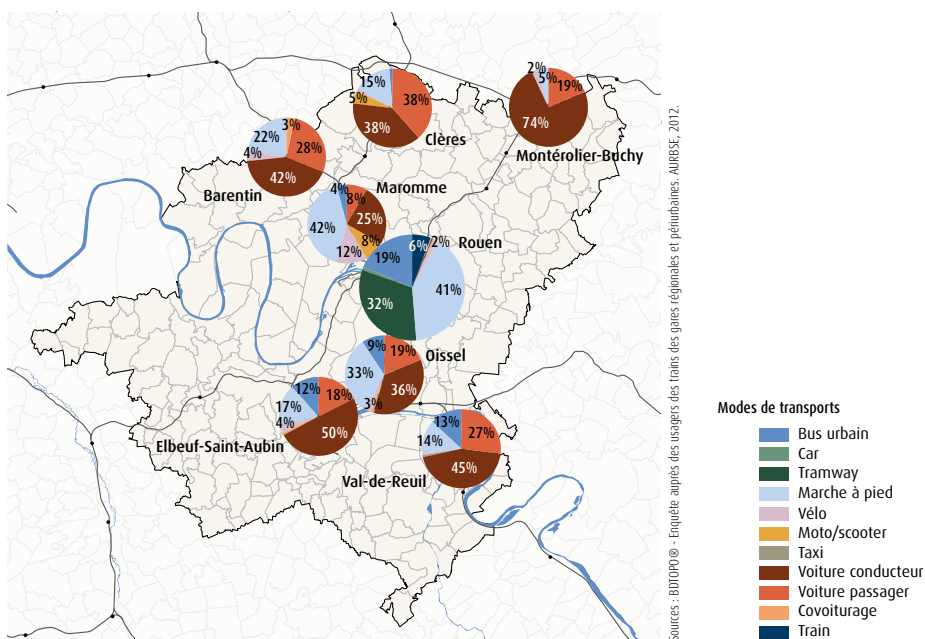 15%
38%
5%
38%
Clères
2%
5%
19%
74%
Montérolier-Buchy
3%
22%
28%
4%
42%
Barentin
4%
8%
Maromme
25%
42%
8%
12%
6%
2%
Rouen
19%
41%
32%
9%
19%
Oissel
33%
36%
3%
12%
18%
17%
4%
50%
Elbeuf-Saint-Aubin
13%
27%
14%
45%
Val-de-Reuil
Sources : BDTOPO® - Enquête auprès des usagers des trains des gares régionales et périurbaines. AURBSE, 2012.
Modes de transports
Bus urbain
Car
Tramway
Marche à pied
Vélo
Moto/scooter
Taxi
Voiture conducteur
Voiture passager
Covoiturage
Train